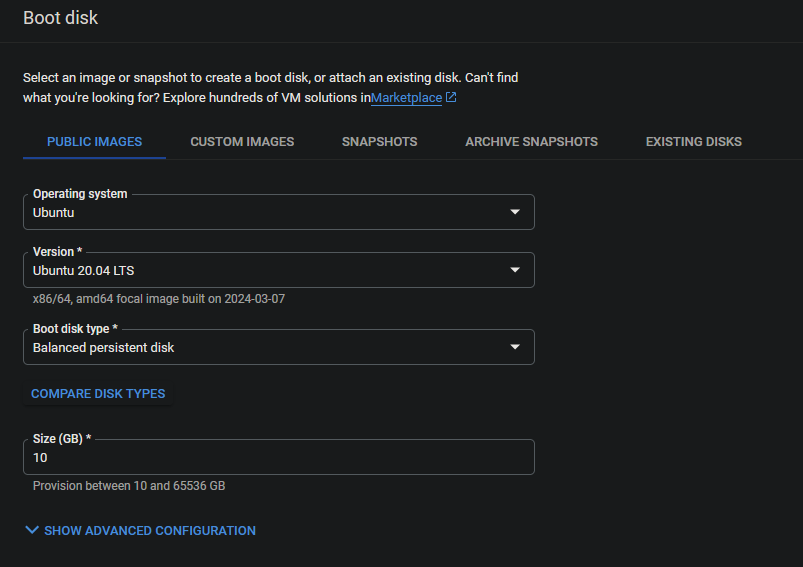 Boot disk
Select an image or snapshot to create a boot disk, or attach an existing disk. Can't find
what you're looking for? Explore hundreds of VM solutions inMarketplace
PUBLIC IMAGES CUSTOM IMAGES SNAPSHOTS ARCHIVE SNAPSHOTS EXISTING DISKS
Operating system
Ubuntu
Version *
Ubuntu 20.04 LTS
x86/64, amd64 focal image built on 2024-03-07
Boot disk type *
Balanced persistent disk
COMPARE DISK TYPES
Size (GB) *
10
Provision between 10 and 65536 GB
SHOW ADVANCED CONFIGURATION